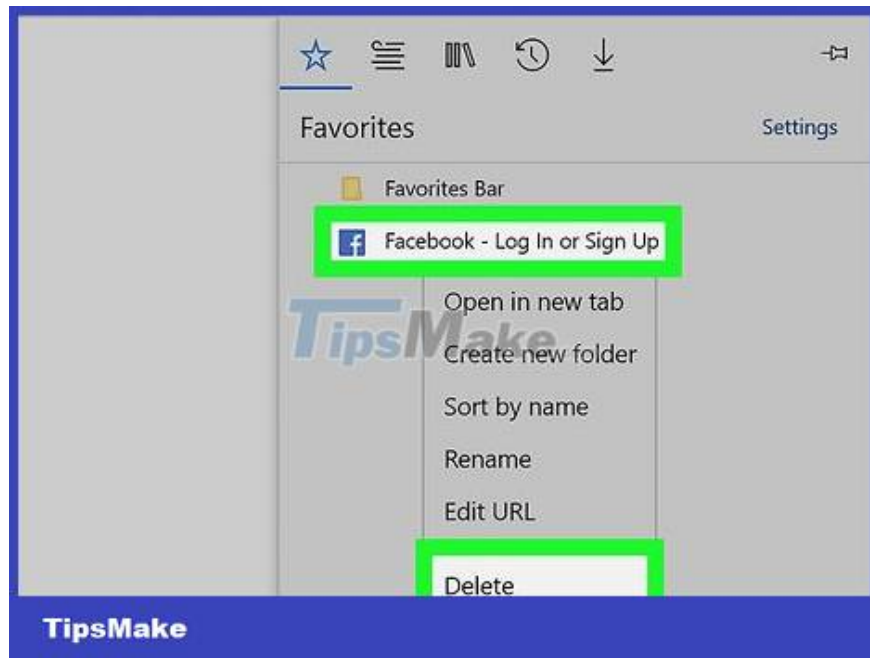 Favorites
Settings
Favorites Bar
Facebook - Log In or Sign Up
Open in new tab
TipsMake
Create new folder
Sort by name
Rename
Edit URL
Delete
TipsMake